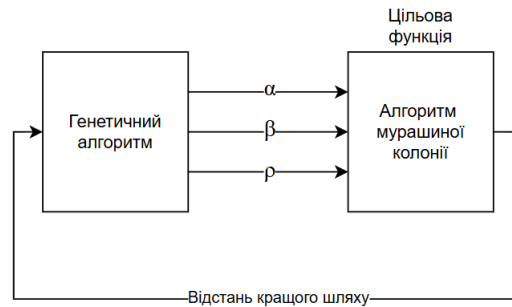 Цільова
функція
Генетичний
алгоритм
α
β
ρ
Алгоритм
мурашиної
колонії
Відстань кращого шляху